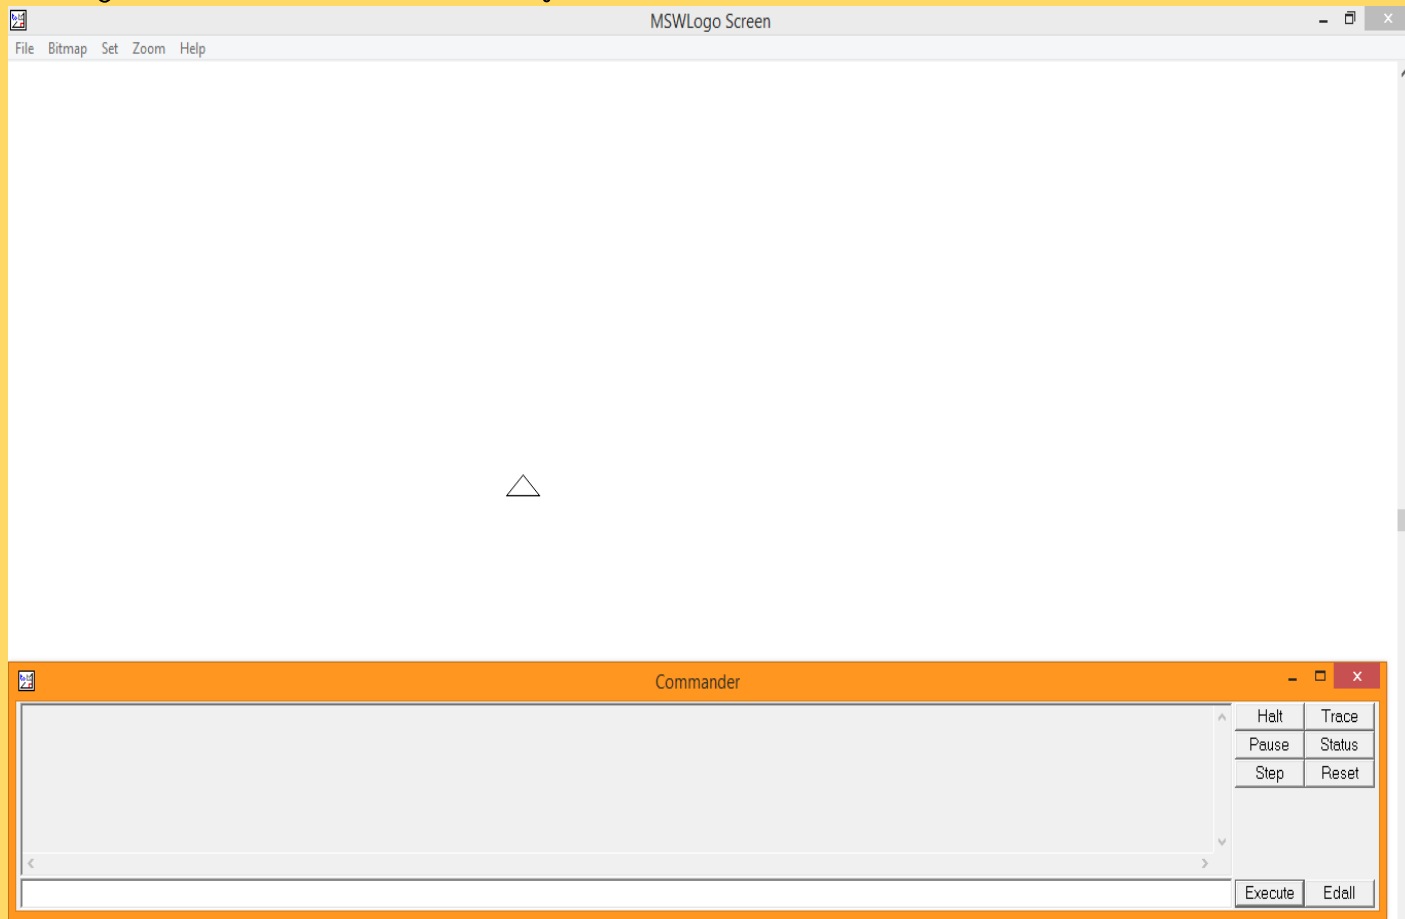 MSWLogo Screen
File Bitmap Set Zoom Help
Commander
Halt Trace
Pause Status
Step Reset
Execute Edall